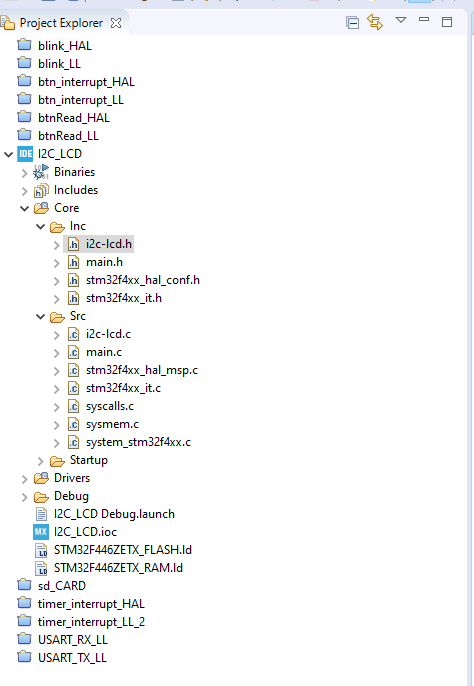 Project Explorer
blink_HAL
blink_LL
btn_interrupt_HAL
btn_interrupt_LL
btnRead_HAL
btnRead_LL
IDE I2C_LCD
Binaries
Includes
Core
Inc
.h i2c-lcd.h
.h main.h
.h stm32f4xx_hal_conf.h
.h stm32f4xx_it.h
Src
.c i2c-lcd.c
.c main.c
.c stm32f4xx_hal_msp.c
.c stm32f4xx_it.c
.c syscalls.c
.c sysmem.c
.c system_stm32f4xx.c
Startup
Drivers
Debug
I2C_LCD Debug.launch
MX I2C_LCD.ioc
LD STM32F446ZETX_FLASH.ld
LD STM32F446ZETX_RAM.ld
sd_CARD
timer_interrupt_HAL
timer_interrupt_LL_2
USART_RX_LL
USART_TX_LL